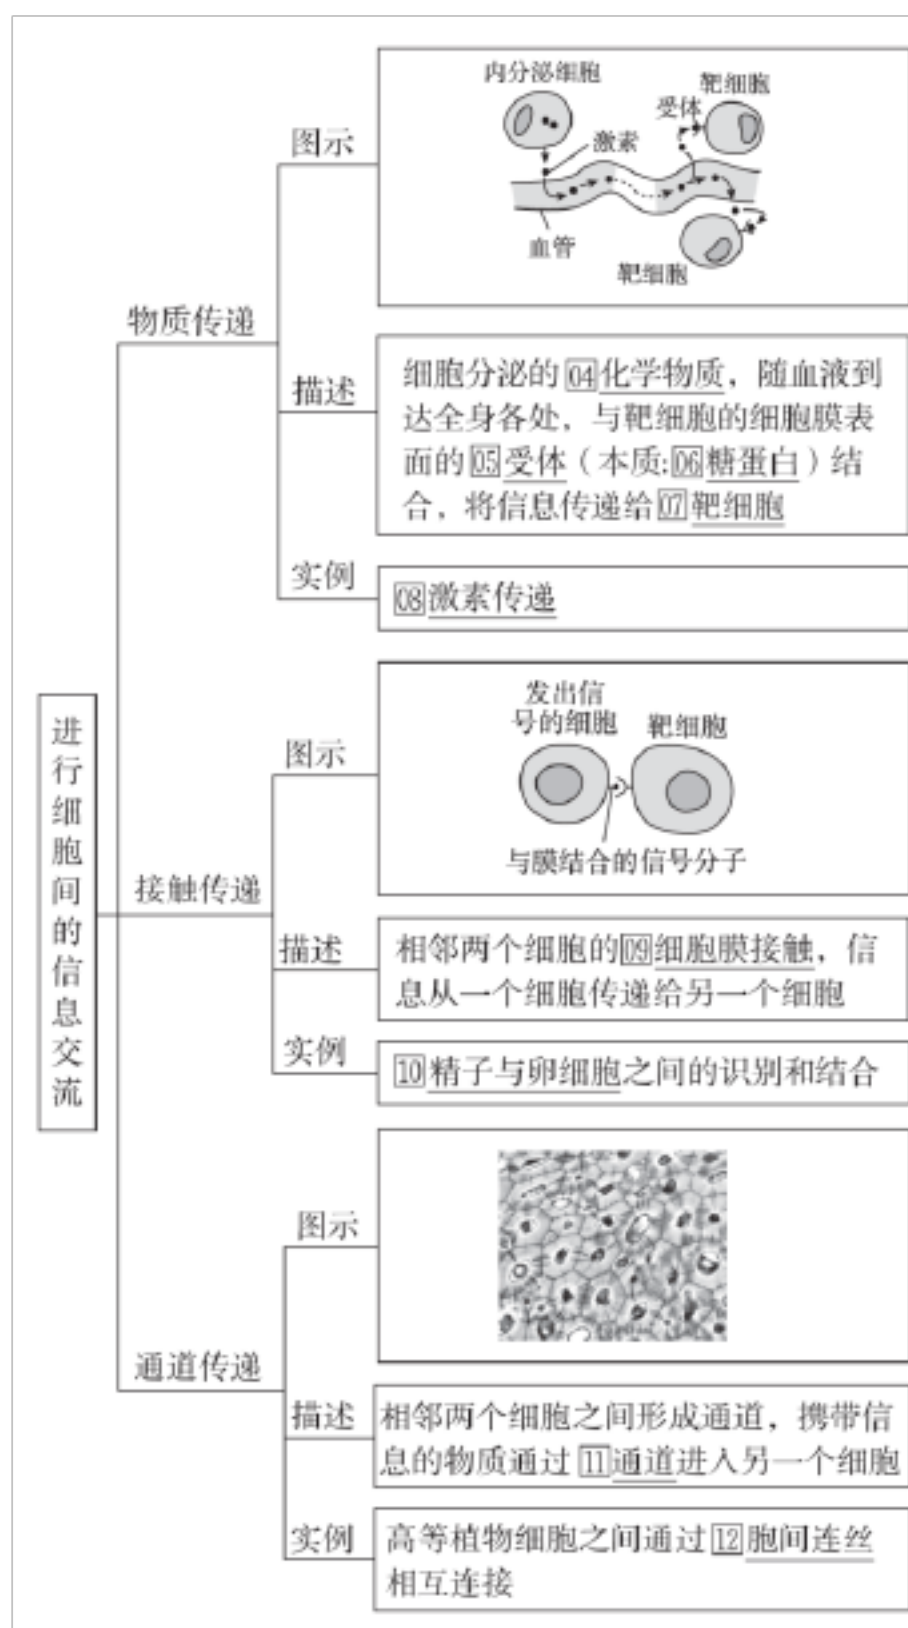 进行细胞间的信息交流
物质传递
图示
内分泌细胞
靶细胞
受体
激素
血管
靶细胞
描述
细胞分泌的04化学物质，随血液到
达全身各处，与靶细胞的细胞膜表
面的05受体（本质:06糖蛋白）结
合，将信息传递给07靶细胞
实例
08激素传递
接触传递
图示
发出信
号的细胞
靶细胞
与膜结合的信号分子
描述
相邻两个细胞的09细胞膜接触，信
息从一个细胞传递给另一个细胞
实例
10精子与卵细胞之间的识别和结合
通道传递
图示
描述
相邻两个细胞之间形成通道，携带信
息的物质通过11通道进入另一个细胞
实例
高等植物细胞之间通过12胞间连丝
相互连接